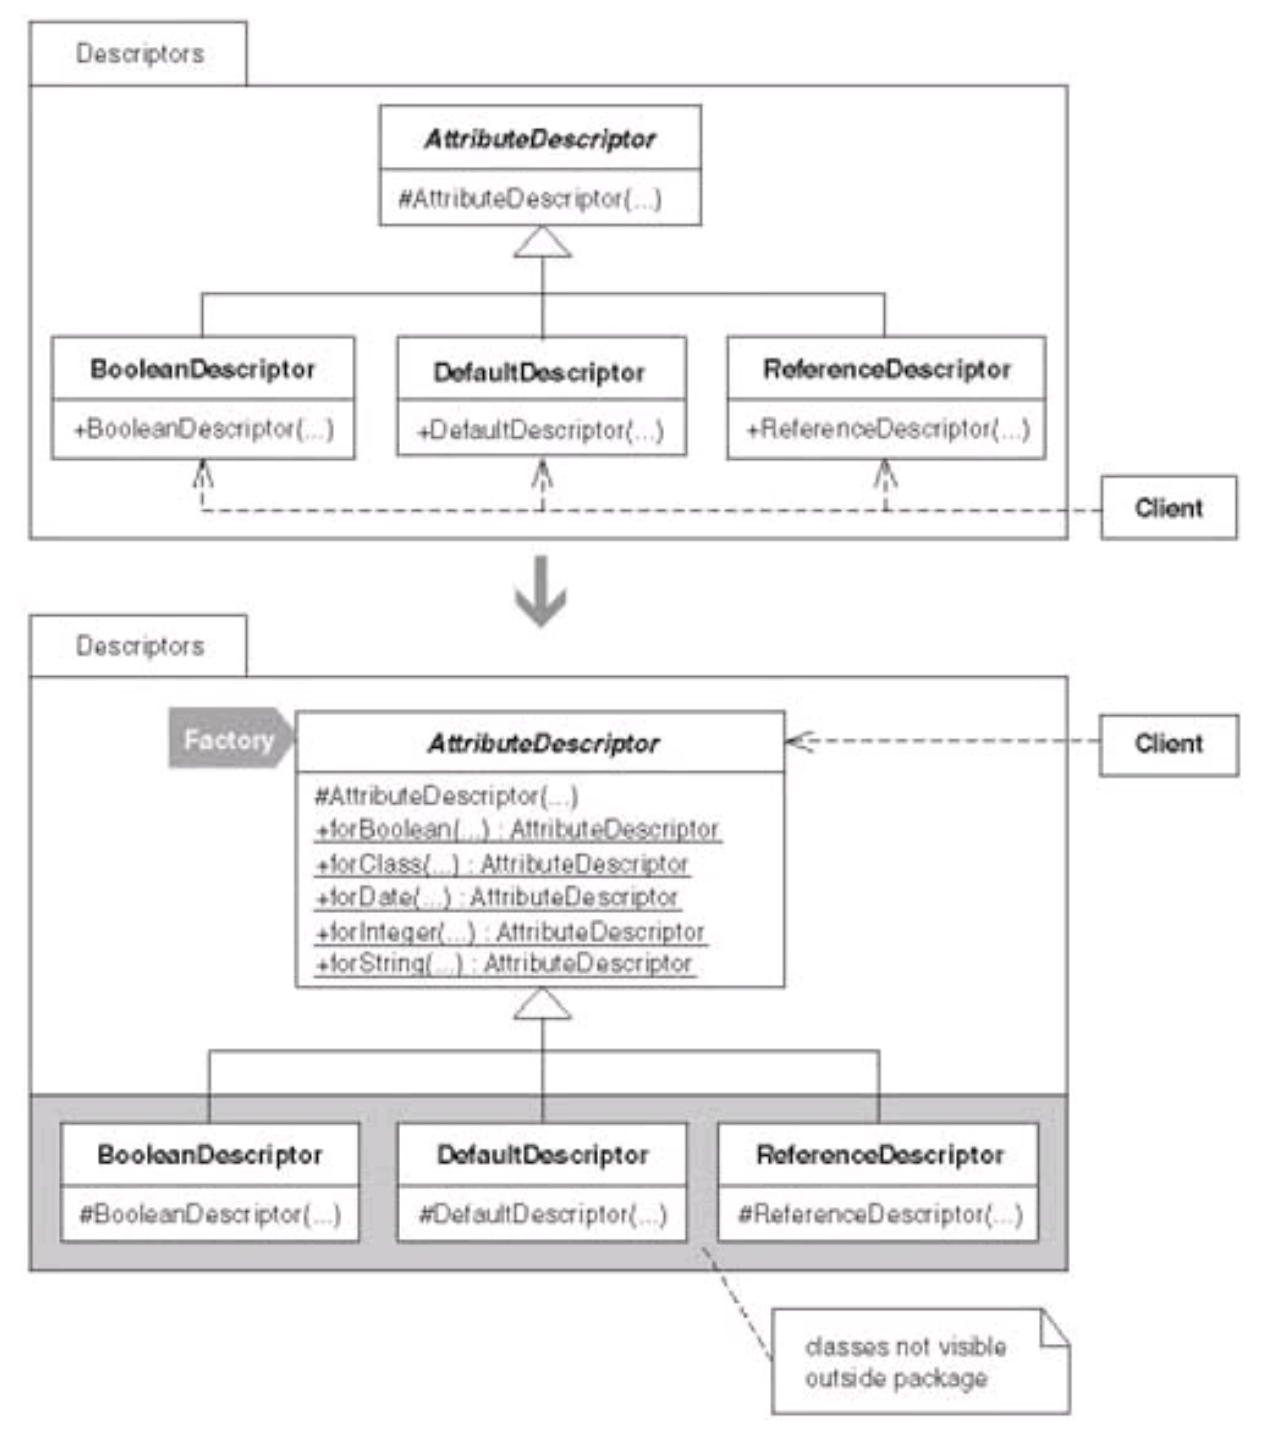 Descriptors
AttributeDescriptor
#AttributeDescriptor(...)
BooleanDescriptor
+BooleanDescriptor(...)
DefaultDescriptor
+DefaultDescriptor(...)
ReferenceDescriptor
+ReferenceDescriptor(...)
Client
Descriptors
Factory
AttributeDescriptor
Client
#AttributeDescriptor(...)
+forBoolean(...) : AttributeDescriptor
+forClass(...) : AttributeDescriptor
+forDate(...) : AttributeDescriptor
+forInteger(...) : AttributeDescriptor
+forString(...) : AttributeDescriptor
BooleanDescriptor
#BooleanDescriptor(...)
DefaultDescriptor
#DefaultDescriptor(...)
ReferenceDescriptor
#ReferenceDescriptor(...)
classes not visible
outside package